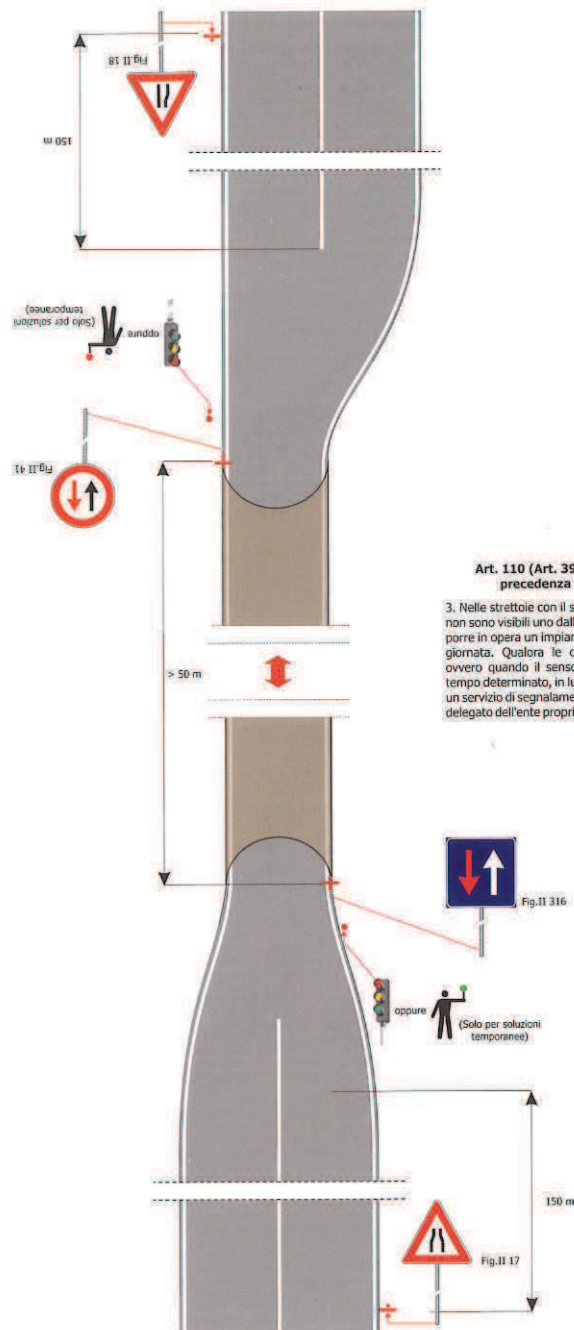 Fig.II 18
150 m
(Solo per soluzioni
temporanee)
oppure
Fig.II 41
Art. 110 (Art. 39
precedenza
3. Nelle strettoie con il s
non sono visibili uno dall
porre in opera un impian
giornata. Qualora le c
ovvero quando il senso
tempo determinato, in lu
un servizio di segnalame
delegato dell'ente propri
> 50 m
Fig.II 316
oppure
(Solo per soluzioni
temporanee)
150 m
Fig.II 17